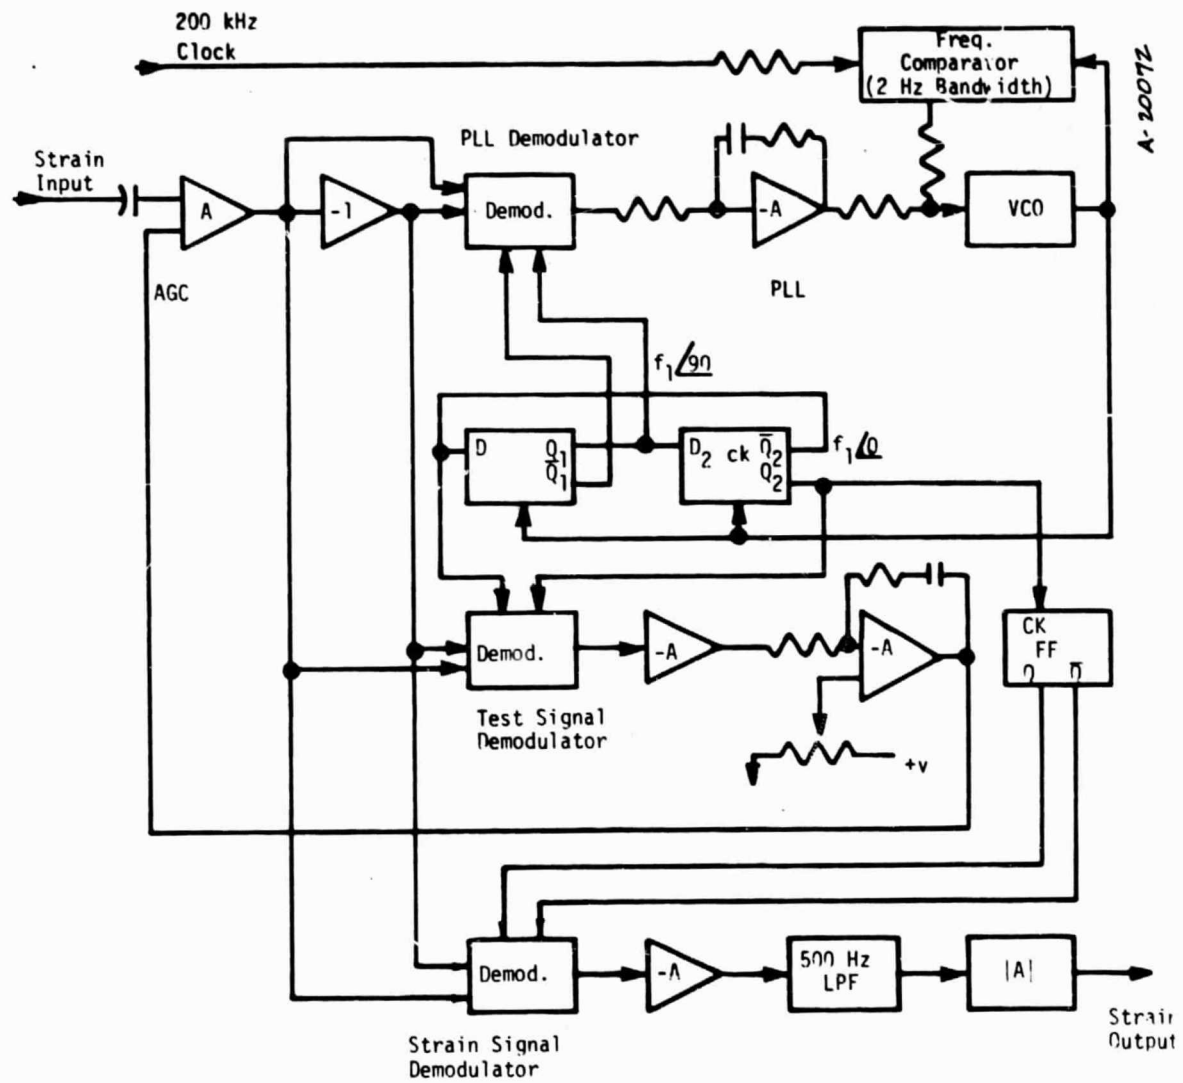 200 kHz
Clock
Freq.
Comparator
(2 Hz Bandwidth)
A-20072
PLL Demodulator
Strain
Input
A
-1
Demod.
-A
VCO
AGC
PLL
f1∠90
D
Q1
Q̅1
D2
ck
Q̅2
Q2
f1∠0
Demod.
-A
-A
CK
FF
Q
Q̅
Test Signal
Demodulator
+v
Demod.
-A
500 Hz
LPF
|A|
Strain
Output
Strain Signal
Demodulator